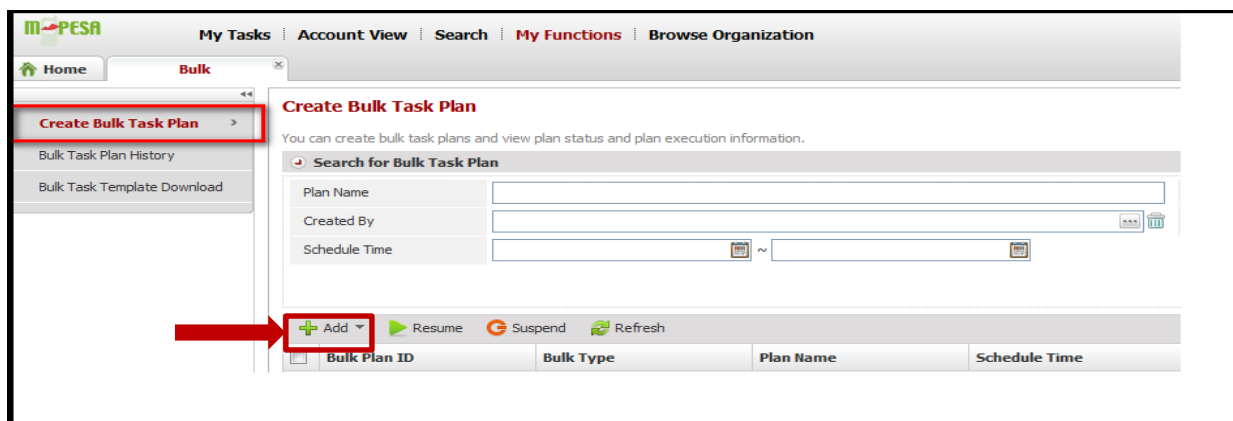 M-PESA
My Tasks Account View Search My Functions Browse Organization
Home Bulk
Create Bulk Task Plan >
Bulk Task Plan History
Bulk Task Template Download
Create Bulk Task Plan
You can create bulk task plans and view plan status and plan execution information.
Search for Bulk Task Plan
Plan Name
Created By ...
Schedule Time ~
Add Resume Suspend Refresh
Bulk Plan ID Bulk Type Plan Name Schedule Time